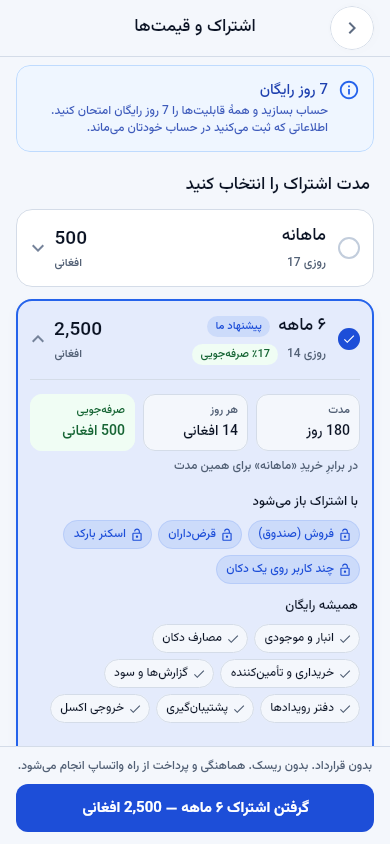 اشتراک و قیمت‌ها
7 روز رایگان
حساب بسازید و همهٔ قابلیت‌ها را 7 روز رایگان امتحان کنید.
اطلاعاتی که ثبت می‌کنید در حساب خودتان می‌ماند.
مدت اشتراک را انتخاب کنید
ماهانه
500
روزی 17
افغانی
۶ ماهه
پیشنهاد ما
2,500
روزی 14
17٪ صرفه‌جویی
افغانی
مدت
هر روز
صرفه‌جویی
180 روز
14 افغانی
500 افغانی
در برابرِ خریدِ «ماهانه» برای همین مدت
با اشتراک باز می‌شود
فروش (صندوق)
قرض‌داران
اسکنر بارکد
چند کاربر روی یک دکان
همیشه رایگان
انبار و موجودی
مصارف دکان
خریداری و تأمین‌کننده
گزارش‌ها و سود
دفتر رویدادها
پشتیبان‌گیری
خروجی اکسل
بدون قرارداد. بدون ریسک. هماهنگی و پرداخت از راه واتساپ انجام می‌شود.
گرفتن اشتراک ۶ ماهه — 2,500 افغانی